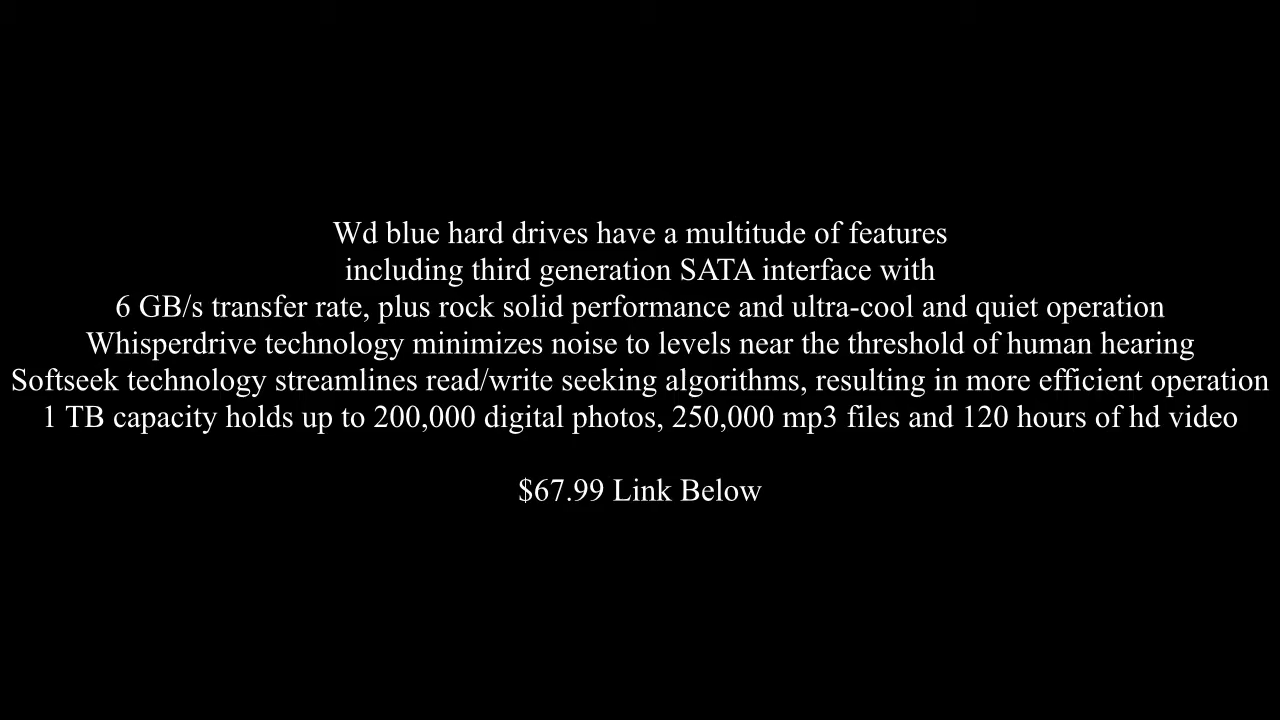 Wd blue hard drives have a multitude of features
including third generation SATA interface with
6 GB/s transfer rate, plus rock solid performance and ultra-cool and quiet operation
Whisperdrive technology minimizes noise to levels near the threshold of human hearing
Softseek technology streamlines read/write seeking algorithms, resulting in more efficient operation
1 TB capacity holds up to 200,000 digital photos, 250,000 mp3 files and 120 hours of hd video
$67.99 Link Below